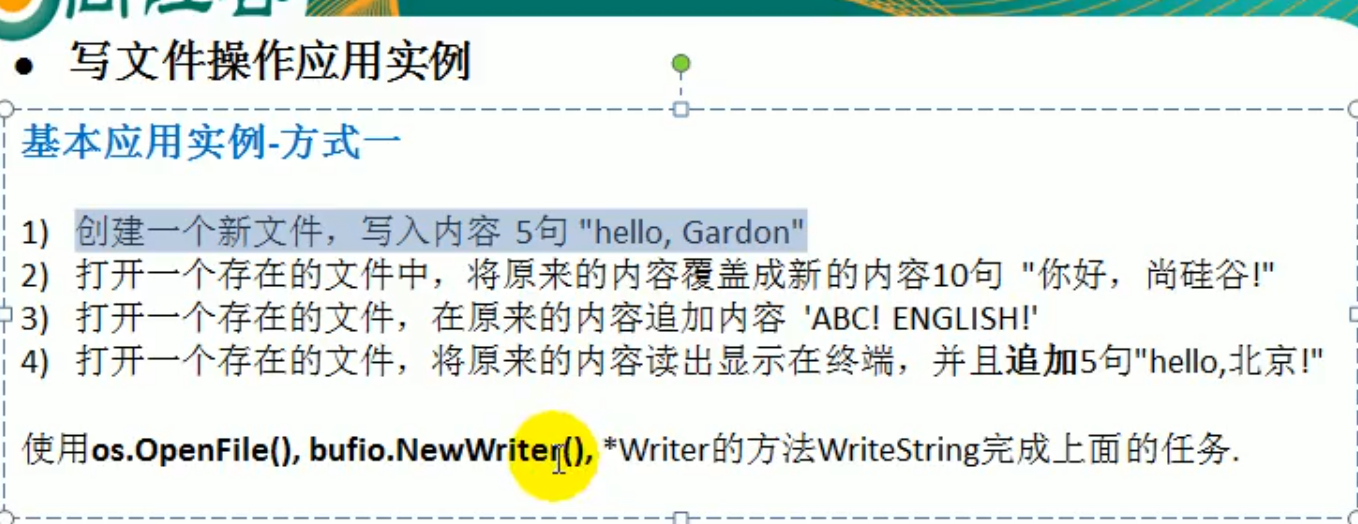 ● 写文件操作应用实例
基本应用实例-方式一
1) 创建一个新文件，写入内容 5句 "hello, Gardon"
2) 打开一个存在的文件中，将原来的内容覆盖成新的内容10句 "你好，尚硅谷!"
3) 打开一个存在的文件，在原来的内容追加内容 'ABC! ENGLISH!'
4) 打开一个存在的文件，将原来的内容读出显示在终端，并且追加5句"hello,北京!"
使用os.OpenFile(), bufio.NewWriter(), *Writer的方法WriteString完成上面的任务.